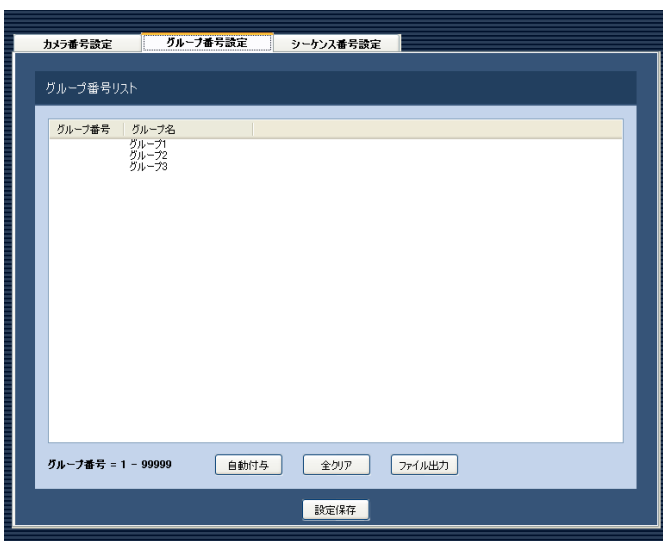 カメラ番号設定 グループ番号設定 シーケンス番号設定
グループ番号リスト
グループ番号 グループ名
グループ1
グループ2
グループ3
グループ番号 = 1 - 99999 自動付与 全クリア ファイル出力
設定保存